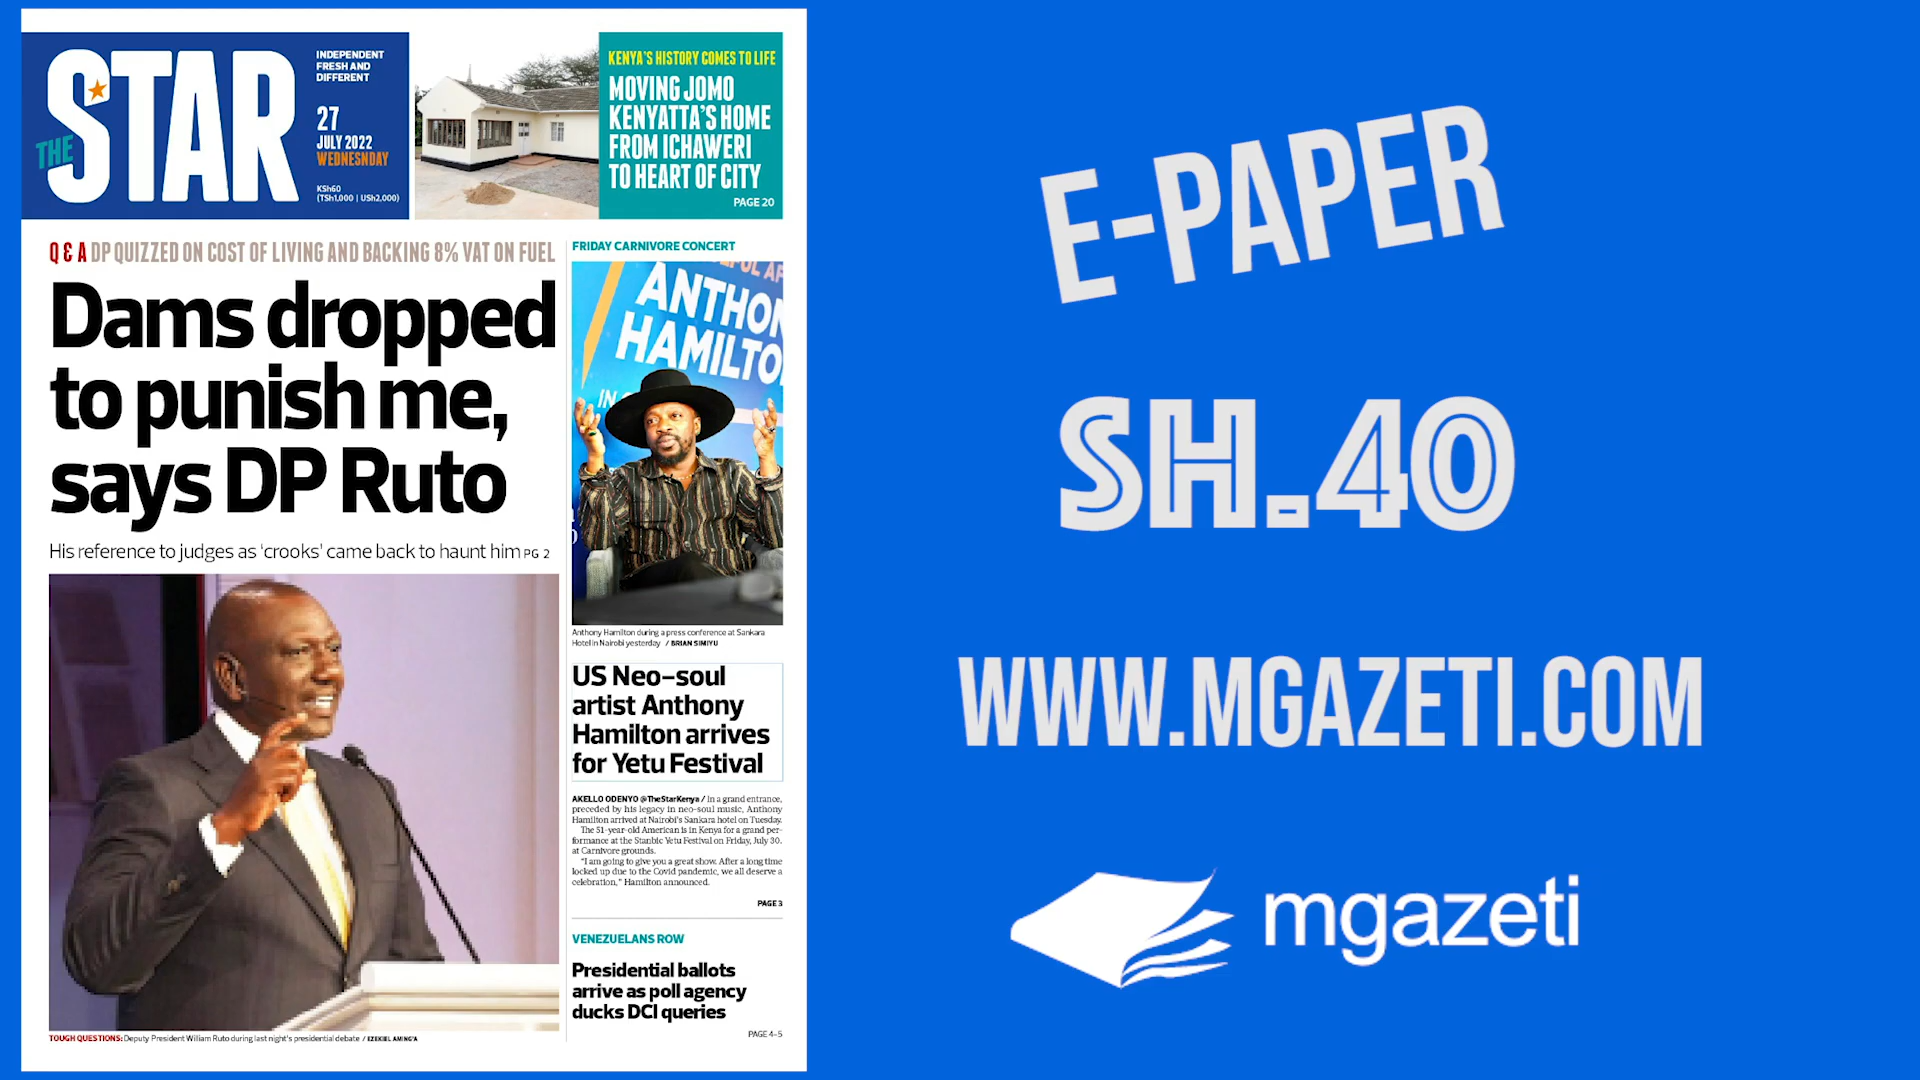 THE STAR
INDEPENDENT
FRESH AND
DIFFERENT
27
JULY 2022
WEDNESNDAY
KSh60
(TSh1,000 | USh2,000)
KENYA'S HISTORY COMES TO LIFE
MOVING JOMO
KENYATTA'S HOME
FROM ICHAWERI
TO HEART OF CITY
PAGE 20
Q & A DP QUIZZED ON COST OF LIVING AND BACKING 8% VAT ON FUEL
Dams dropped
to punish me,
says DP Ruto
His reference to judges as 'crooks' came back to haunt him PG 2
TOUGH QUESTIONS: Deputy President William Ruto during last night's presidential debate / EZEKIEL AMING'A
FRIDAY CARNIVORE CONCERT
ANTHON
HAMILTO
IN
Anthony Hamilton during a press conference at Sankara
Hotel in Nairobi yesterday / BRIAN SIMIYU
US Neo-soul
artist Anthony
Hamilton arrives
for Yetu Festival
AKELLO ODENYO @TheStarKenya / In a grand entrance,
preceded by his legacy in neo-soul music, Anthony
Hamilton arrived at Nairobi's Sankara hotel on Tuesday.
The 51-year-old American is in Kenya for a grand per-
formance at the Stanbic Yetu Festival on Friday, July 30.
at Carnivore grounds.
"I am going to give you a great show. After a long time
locked up due to the Covid pandemic, we all deserve a
celebration," Hamilton announced.
PAGE 3
VENEZUELANS ROW
Presidential ballots
arrive as poll agency
ducks DCI queries
PAGE 4-5
E-PAPER
SH.40
WWW.MGAZETI.COM
mgazeti